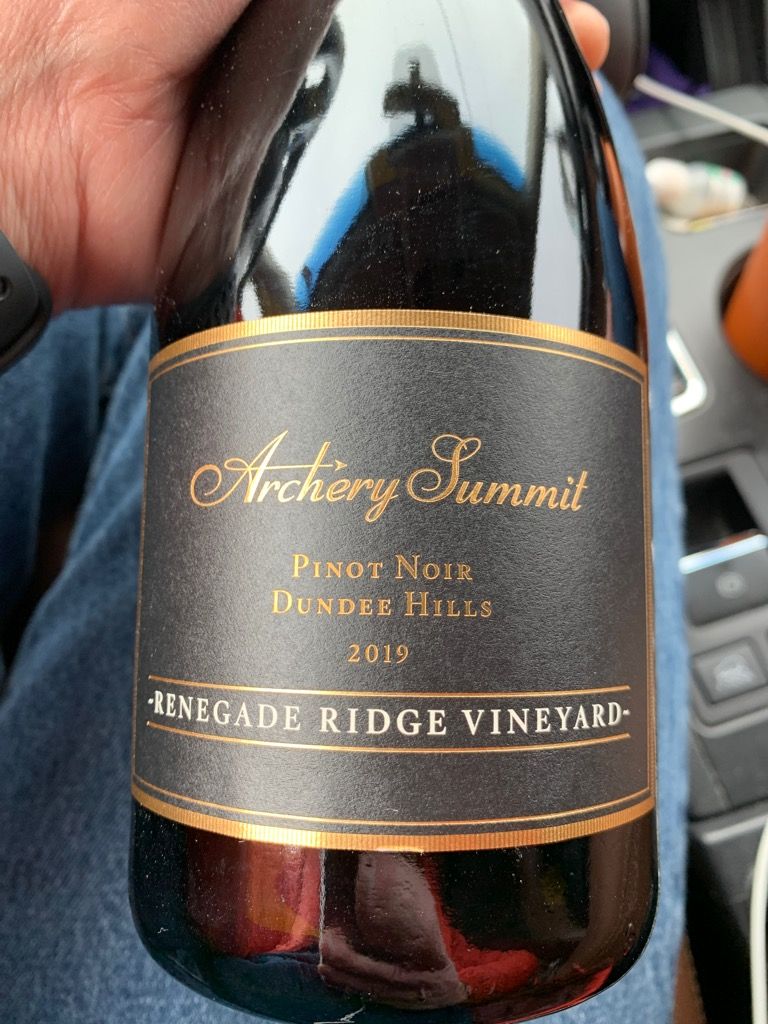 Archery Summit
PINOT NOIR
DUNDEE HILLS
2019
-RENEGADE RIDGE VINEYARD-